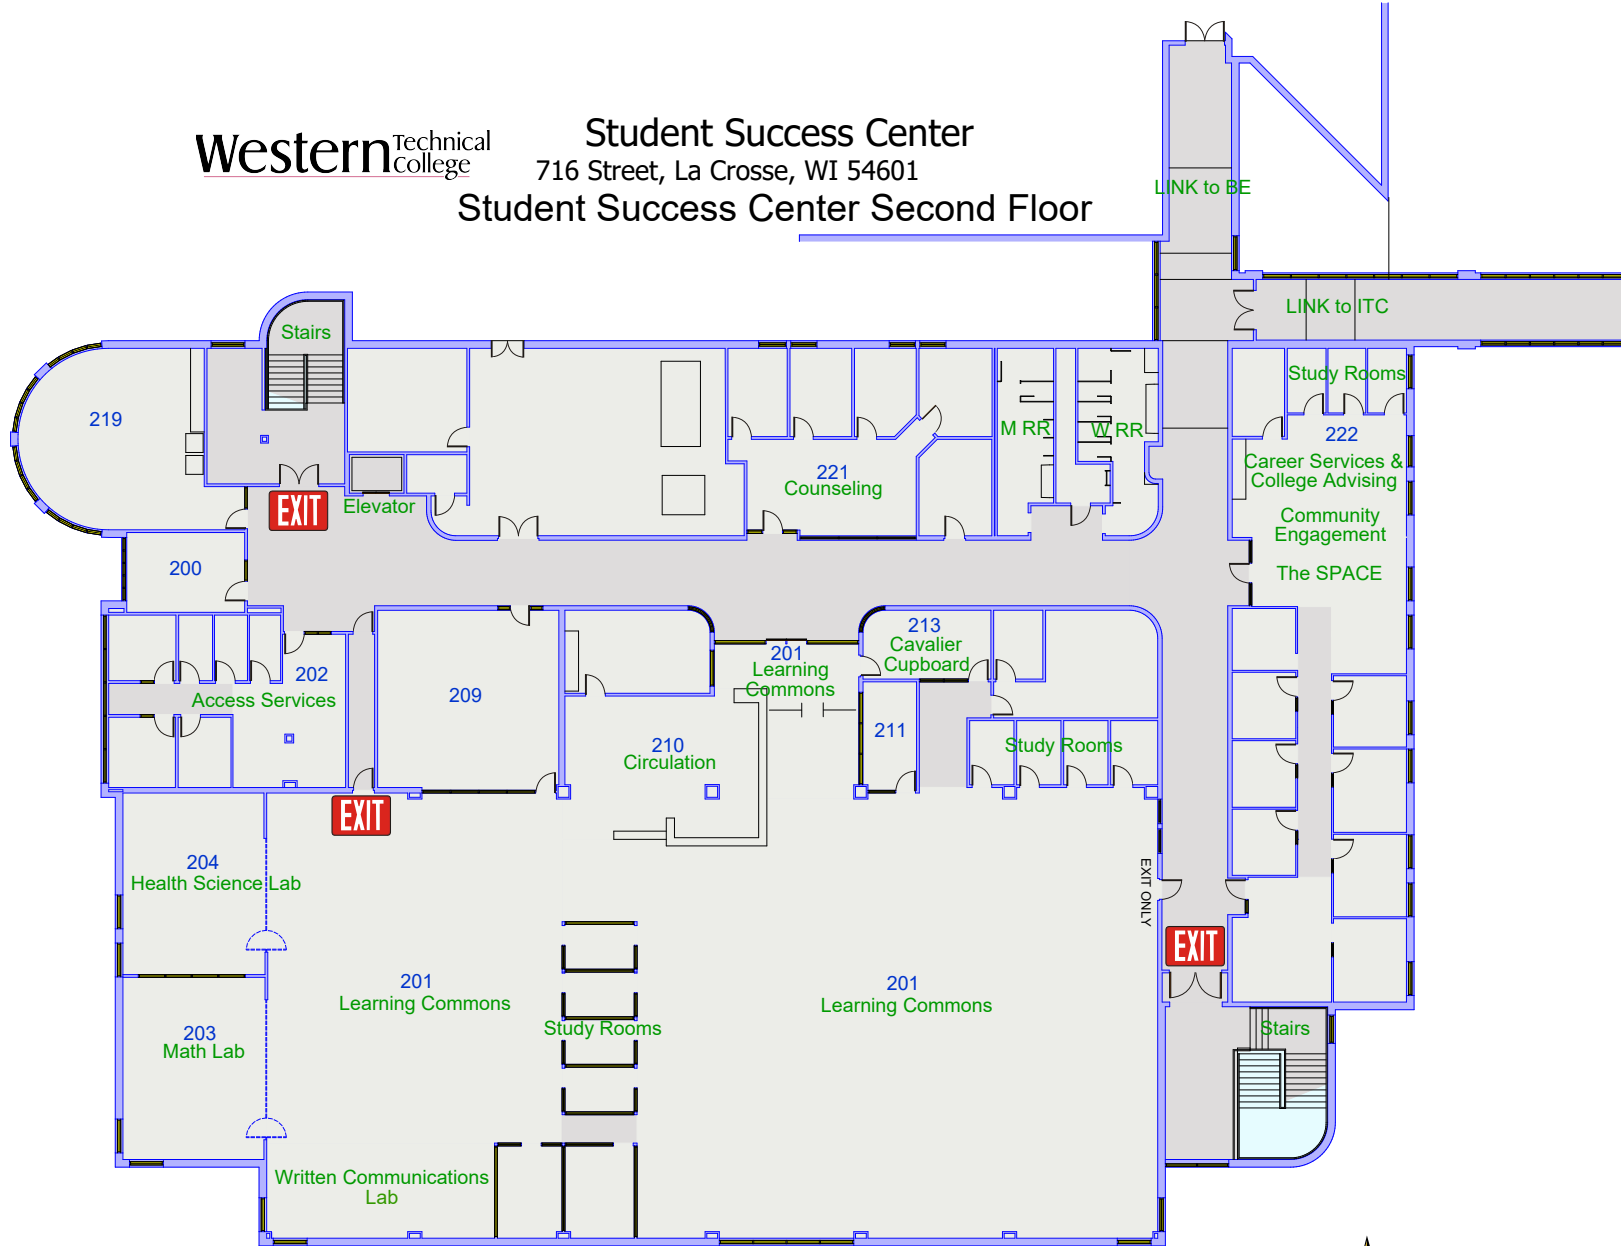 Western Technical College
Student Success Center
716 Street, La Crosse, WI 54601
Student Success Center Second Floor
LINK to BE
LINK to ITC
Stairs
Study Rooms
219
M RR
W RR
222
Career Services &
College Advising
221
Counseling
EXIT
Elevator
Community
Engagement
200
The SPACE
213
Cavalier
Cupboard
201
Learning
Commons
202
Access Services
209
211
210
Circulation
Study Rooms
EXIT
204
Health Science Lab
EXIT ONLY
EXIT
201
Learning Commons
201
Learning Commons
Study Rooms
Stairs
203
Math Lab
Written Communications
Lab